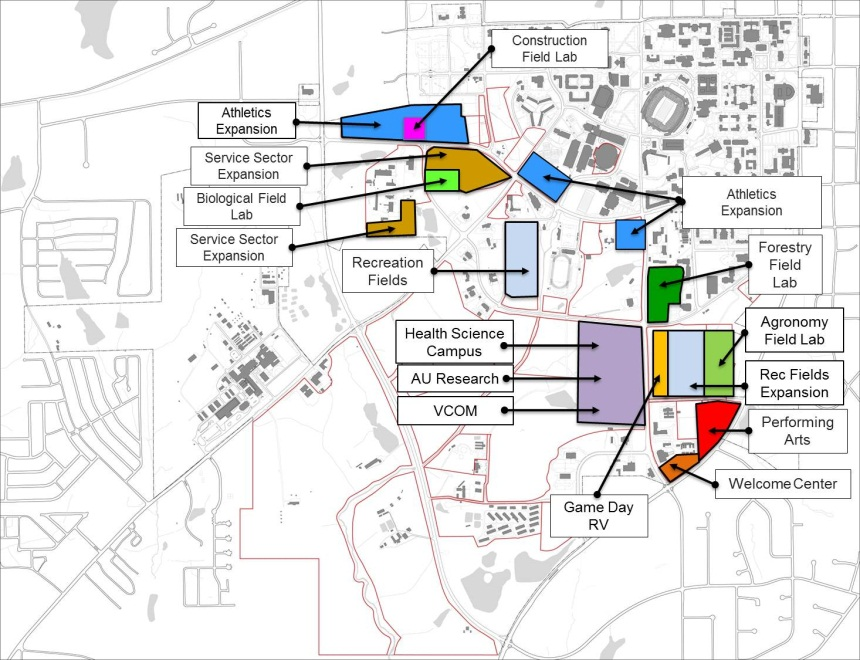 Construction
Field Lab
Athletics
Expansion
Service Sector
Expansion
Biological Field
Lab
Service Sector
Expansion
Athletics
Expansion
Recreation
Fields
Forestry
Field
Lab
Health Science
Campus
AU Research
VCOM
Agronomy
Field Lab
Rec Fields
Expansion
Performing
Arts
Welcome Center
Game Day
RV